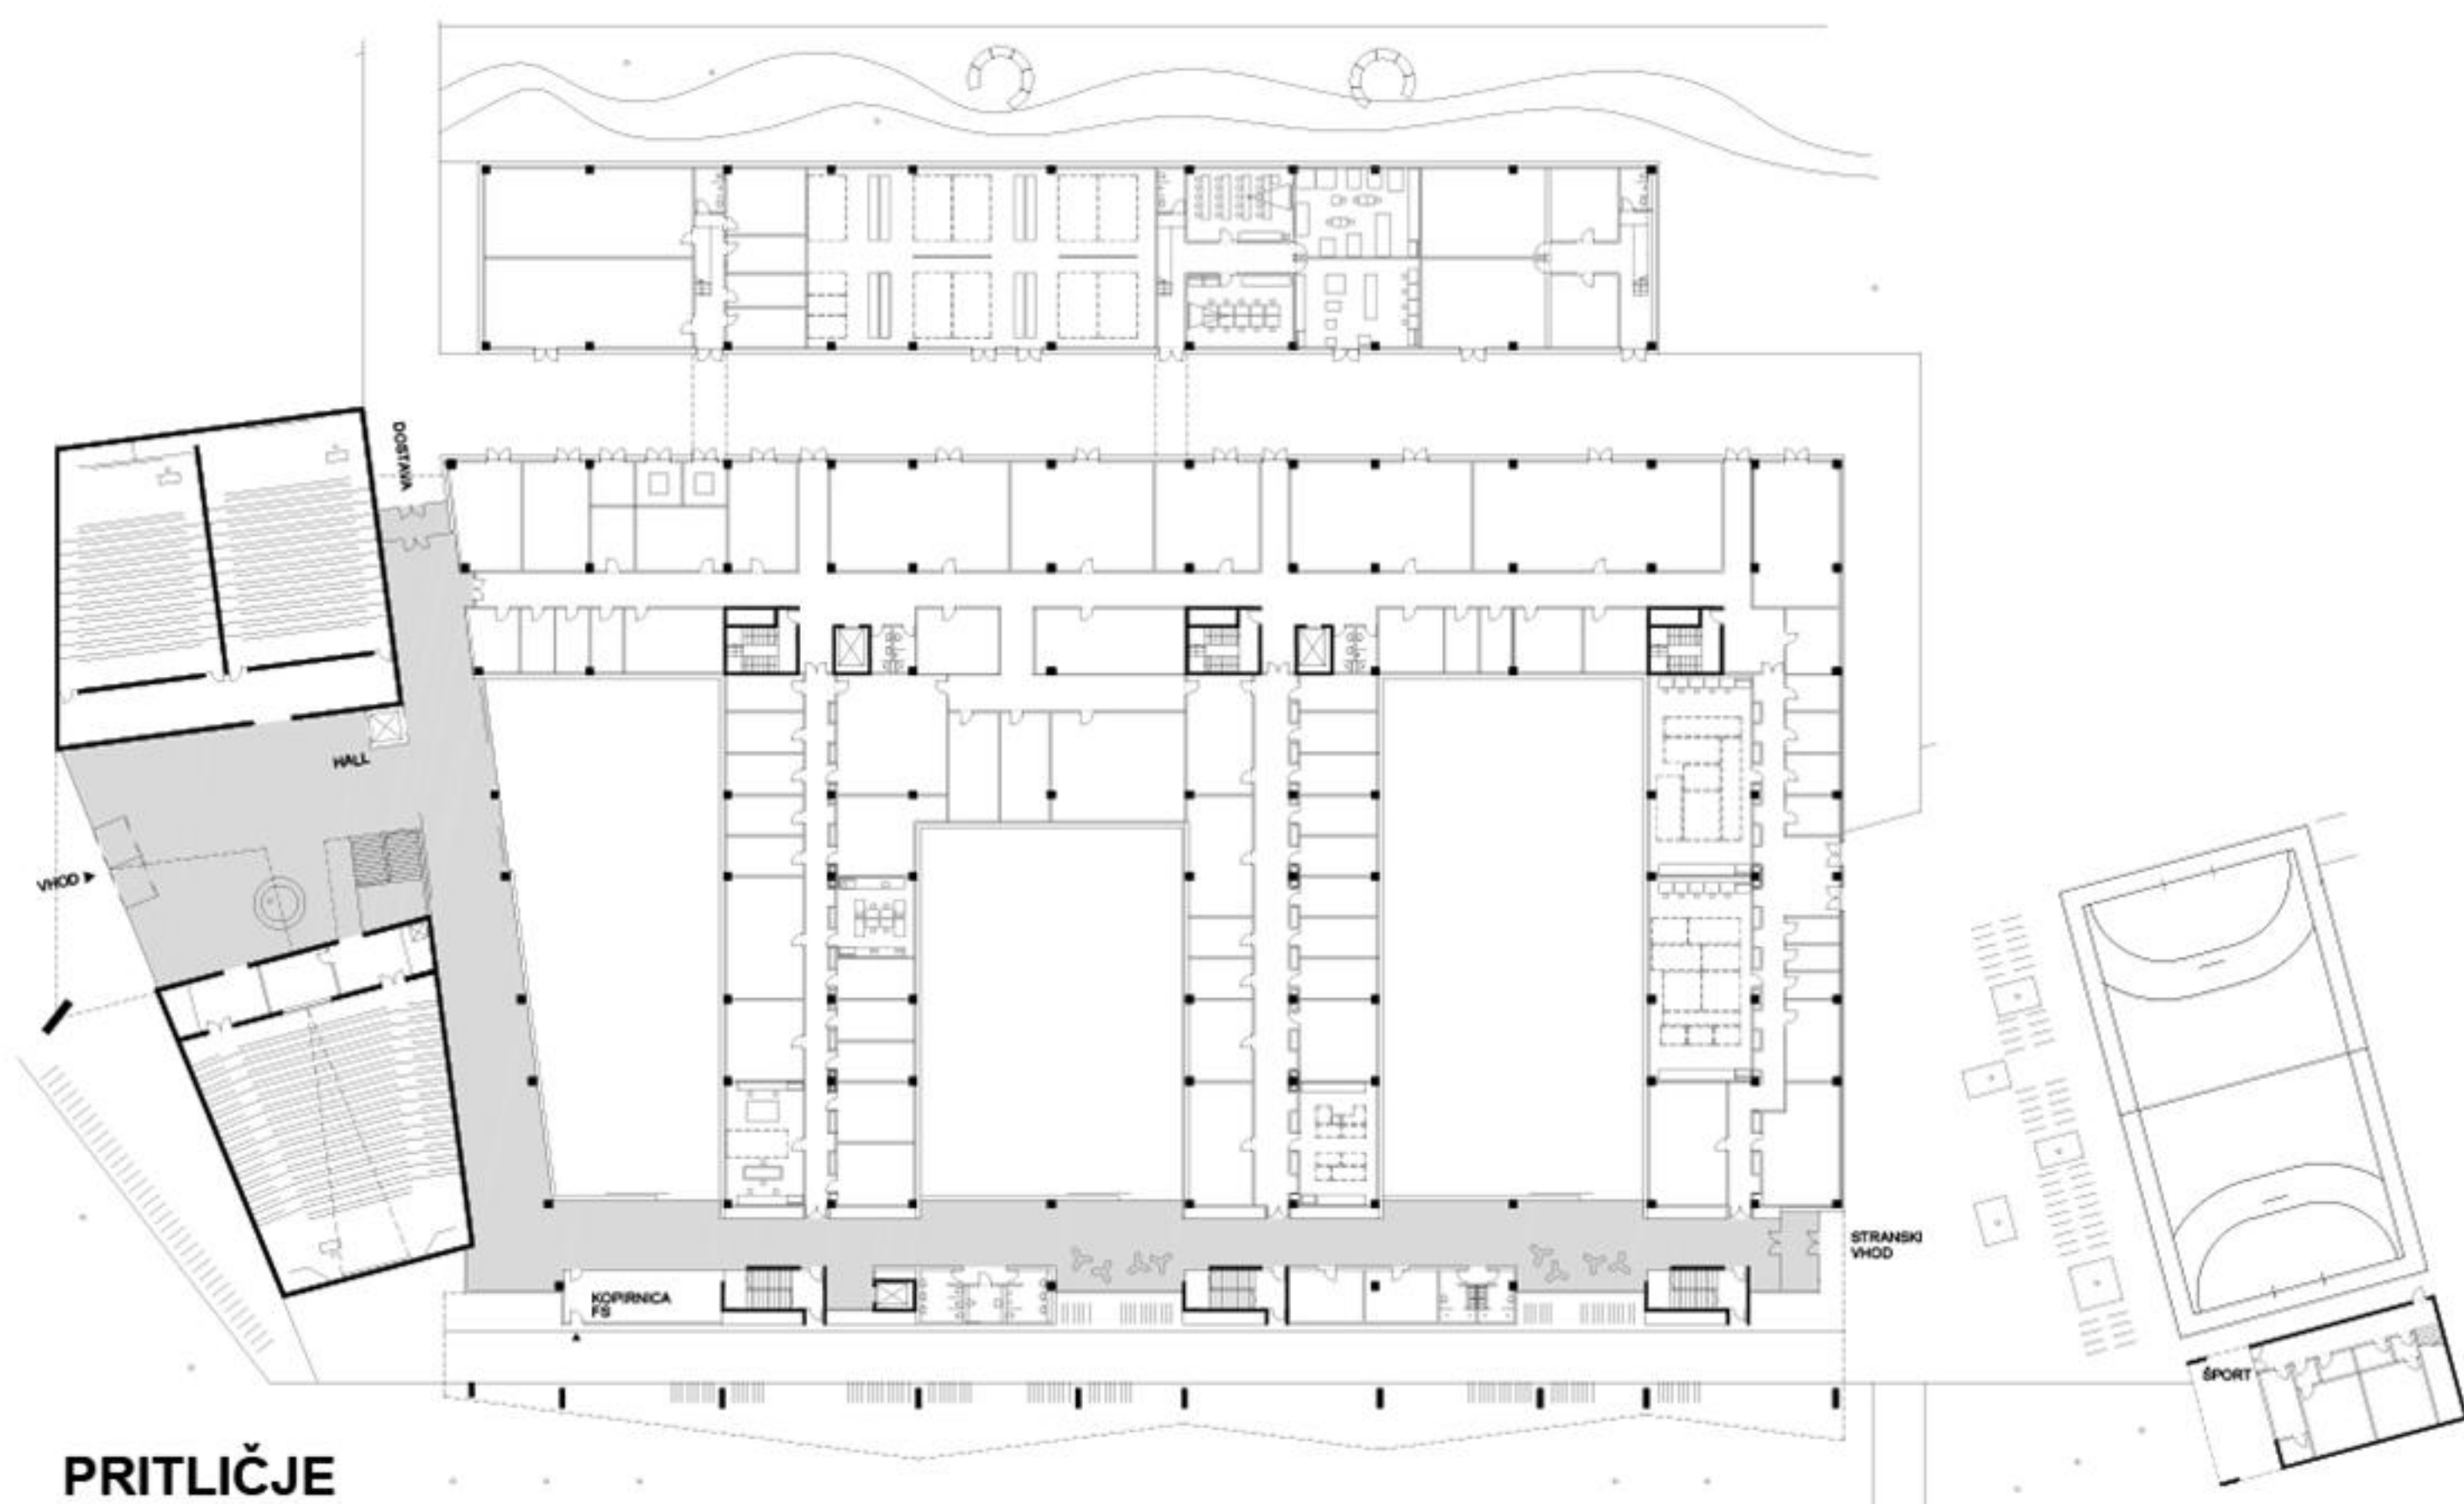 DOSTAVA
HALL
VHOD
KOPIRNICA
FS
STRANSKI
VHOD
ŠPORT
PRITLIČJE